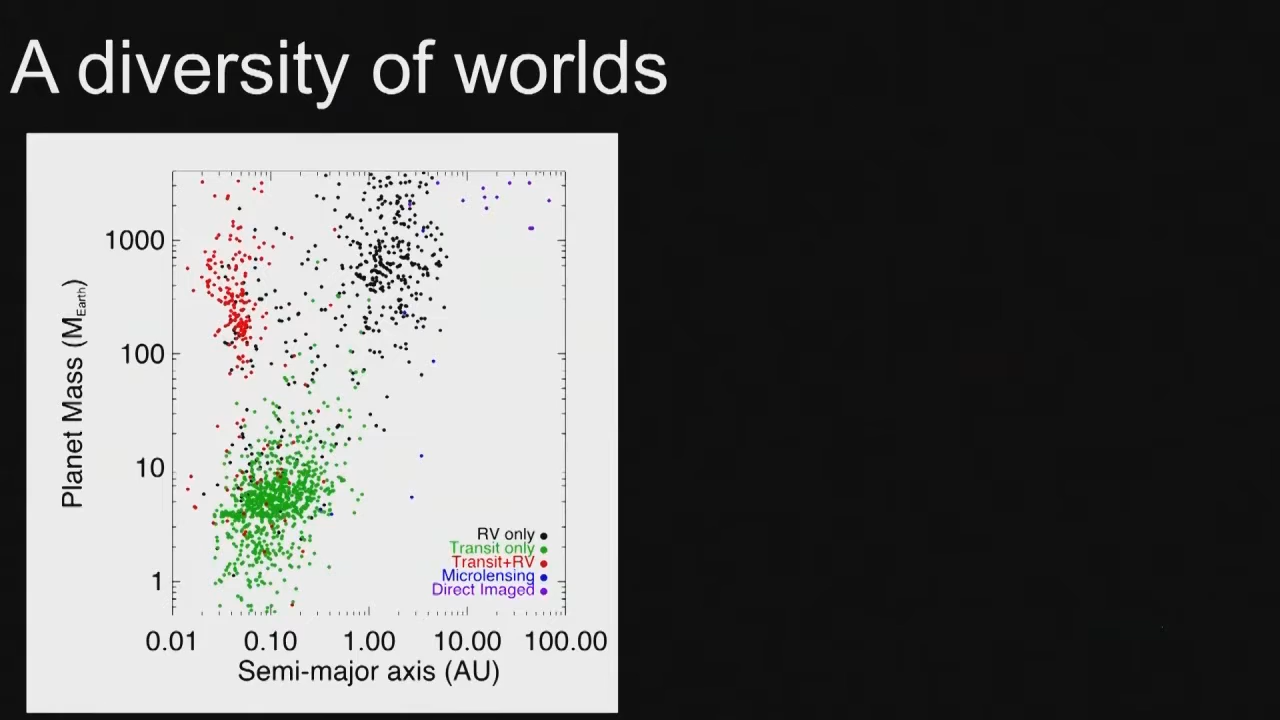 A diversity of worlds
1000
100
10
1
Planet Mass (MEarth)
RV only
Transit only
Transit+RV
Microlensing
Direct Imaged
0.01 0.10 1.00 10.00 100.00
Semi-major axis (AU)